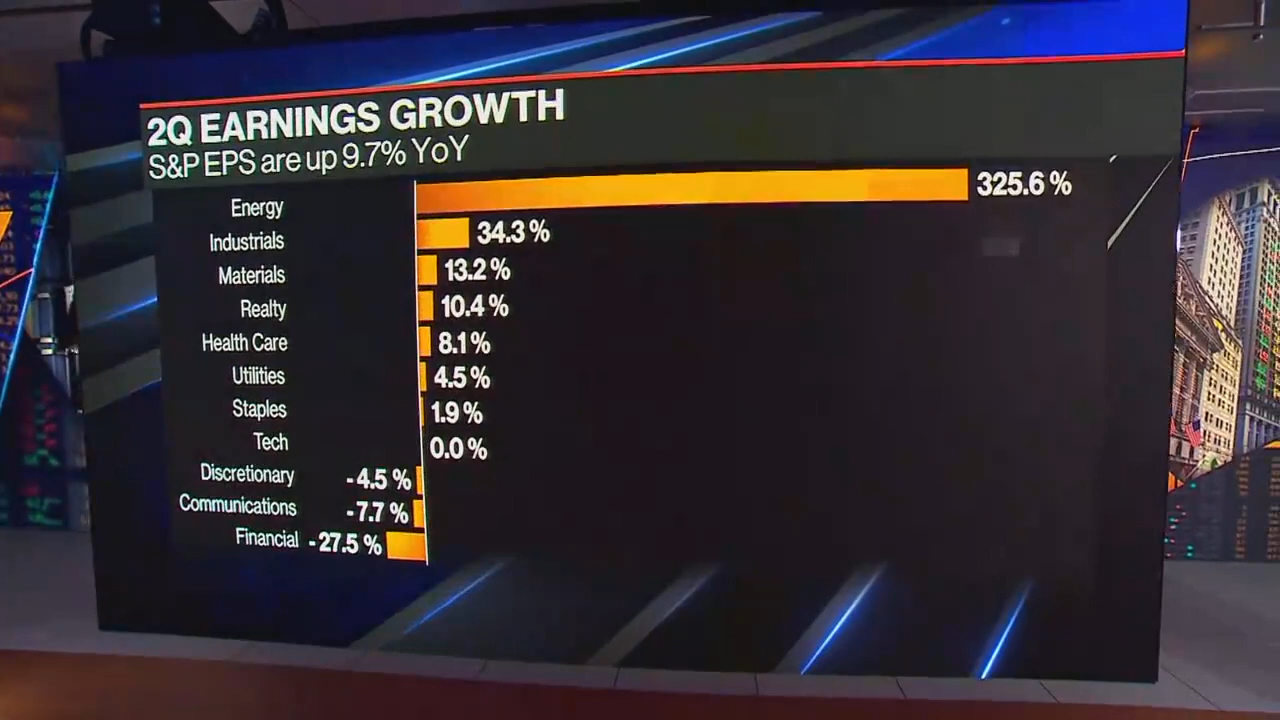 2Q EARNINGS GROWTH
S&P EPS are up 9.7% YoY
Energy 325.6%
Industrials 34.3%
Materials 13.2%
Realty 10.4%
Health Care 8.1%
Utilities 4.5%
Staples 1.9%
Tech 0.0%
Discretionary -4.5%
Communications -7.7%
Financial -27.5%